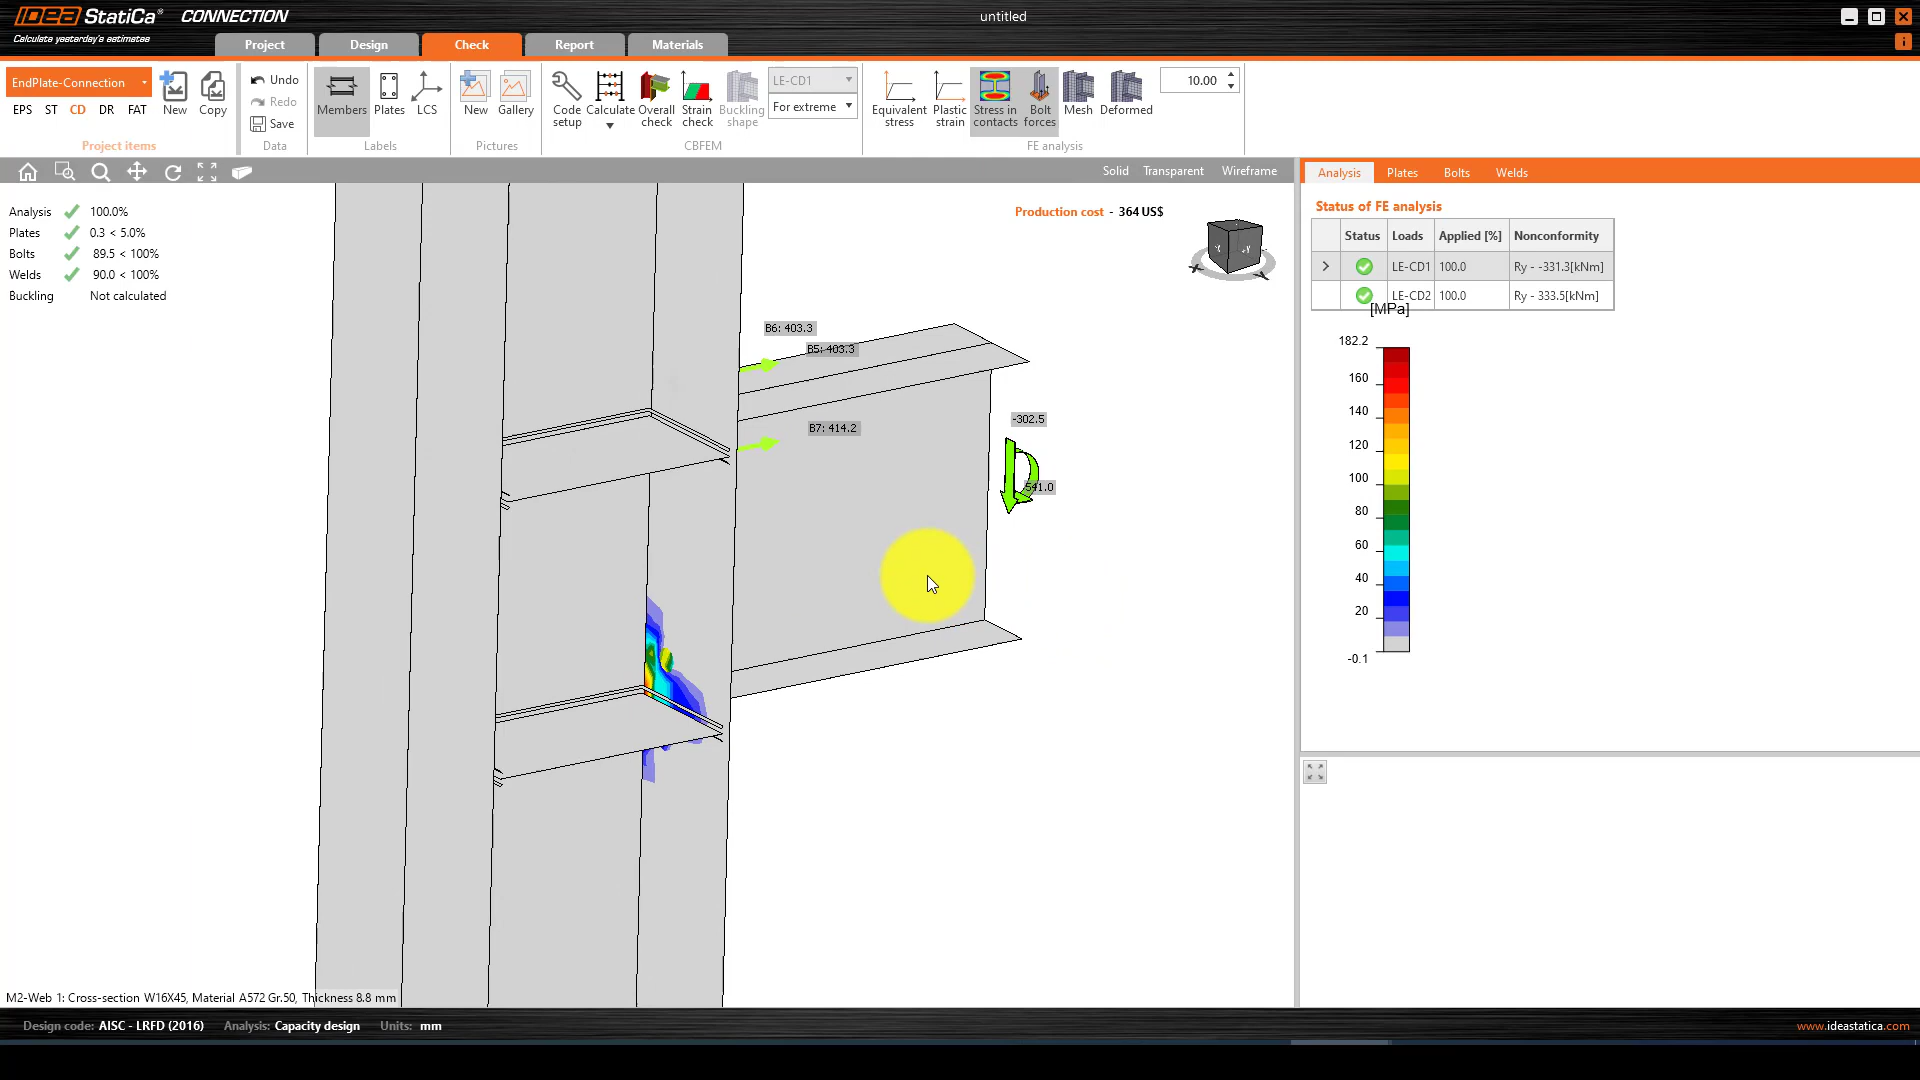 IDEA StatiCa® CONNECTION
Calculate yesterday's estimates
untitled
Project Design Check Report Materials
EndPlate-Connection
EPS ST CD DR FAT
New Copy
Project items
Undo
Redo
Save
Data
Members Plates LCS
Labels
New Gallery
Pictures
Code setup Calculate Overall check Strain check Buckling shape
LE-CD1
For extreme
CBFEM
Equivalent stress Plastic strain Stress in contacts Bolt forces Mesh Deformed
10.00
FE analysis
Solid Transparent Wireframe
Analysis 100.0%
Plates 0.3 < 5.0%
Bolts 89.5 < 100%
Welds 90.0 < 100%
Buckling Not calculated
Production cost - 364 US$
B6: 403.3
B5: 403.3
B7: 414.2
-302.5
541.0
M2-Web 1: Cross-section W16X45, Material A572 Gr.50, Thickness 8.8 mm
Analysis Plates Bolts Welds
Status of FE analysis
Status Loads Applied [%] Nonconformity
> LE-CD1 100.0 Ry - -331.3[kNm]
LE-CD2 100.0 Ry - 333.5[kNm]
[MPa]
182.2
160
140
120
100
80
60
40
20
-0.1
Design code: AISC - LRFD (2016) Analysis: Capacity design Units: mm
www.ideastatica.com